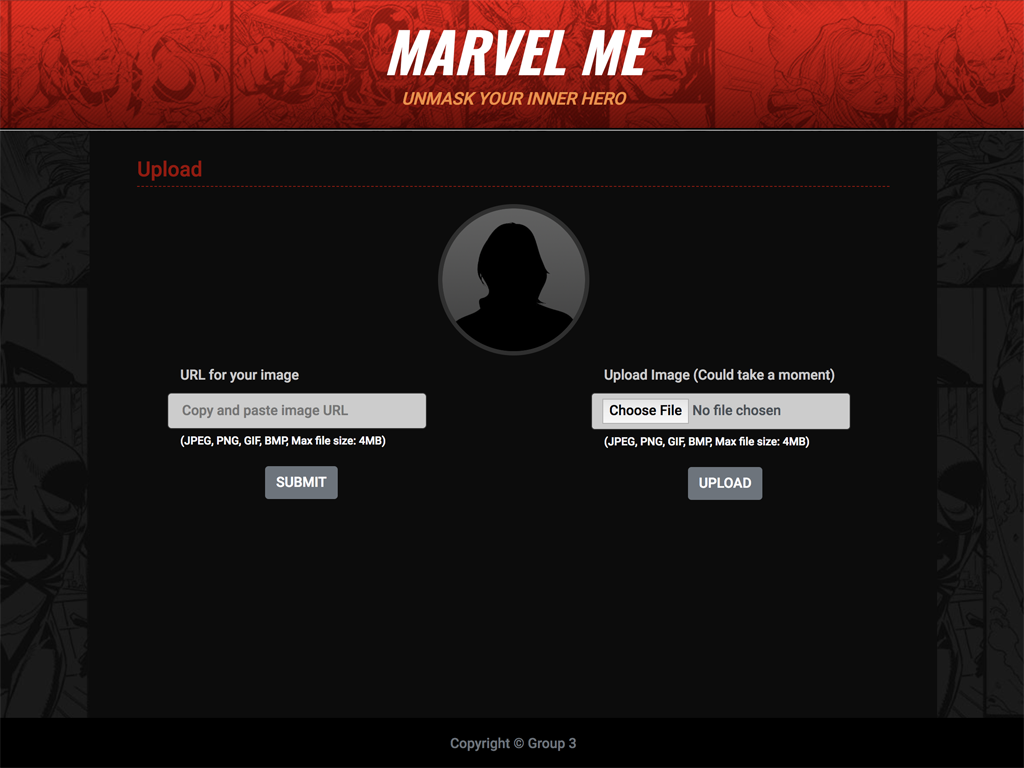 MARVEL ME
UNMASK YOUR INNER HERO
Upload
URL for your image
Copy and paste image URL
(JPEG, PNG, GIF, BMP, Max file size: 4MB)
SUBMIT
Upload Image (Could take a moment)
Choose File No file chosen
(JPEG, PNG, GIF, BMP, Max file size: 4MB)
UPLOAD
Copyright © Group 3